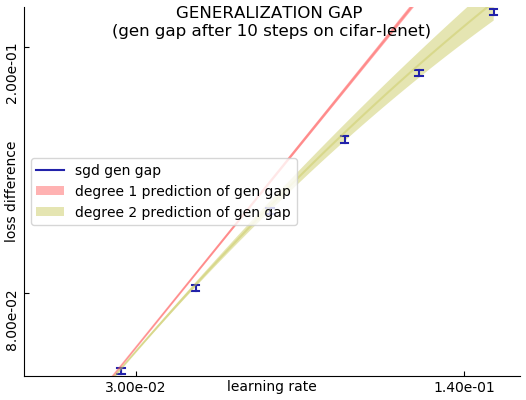 GENERALIZATION GAP
(gen gap after 10 steps on cifar-lenet)
2.00e-01
loss difference
8.00e-02
sgd gen gap
degree 1 prediction of gen gap
degree 2 prediction of gen gap
3.00e-02
learning rate
1.40e-01